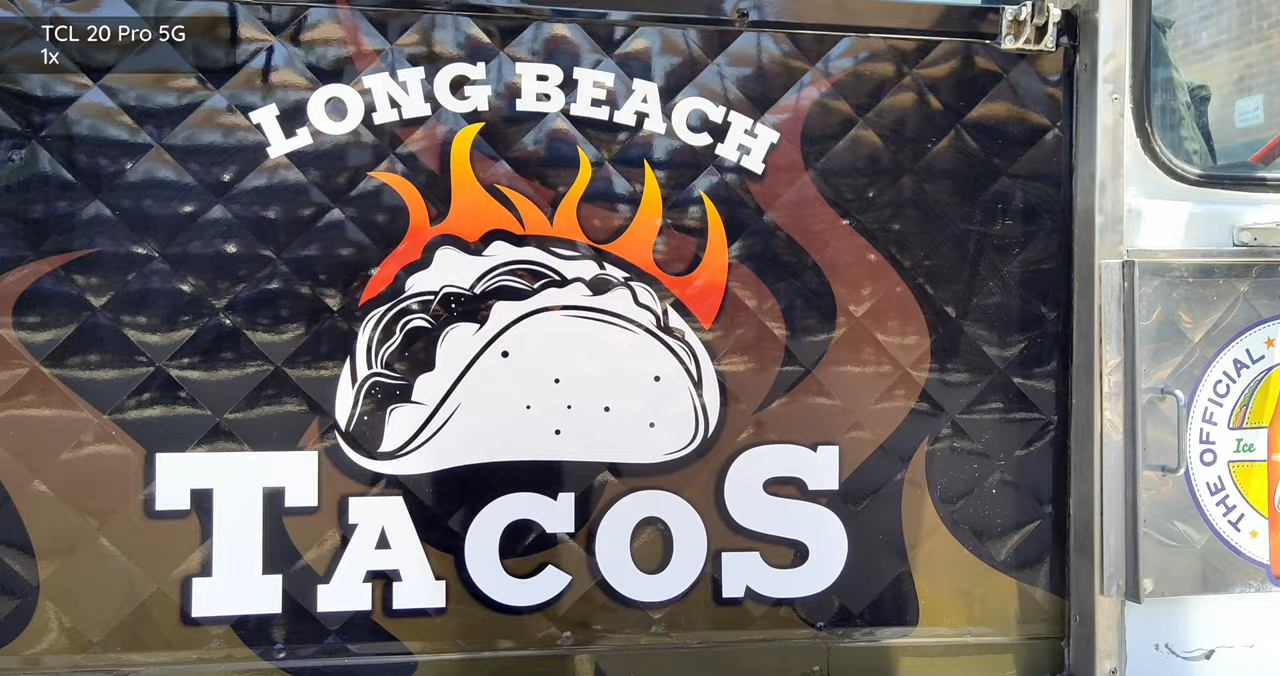 TCL 20 Pro 5G
1x
LONG BEACH
TACOS
THE OFFICIAL
Ice